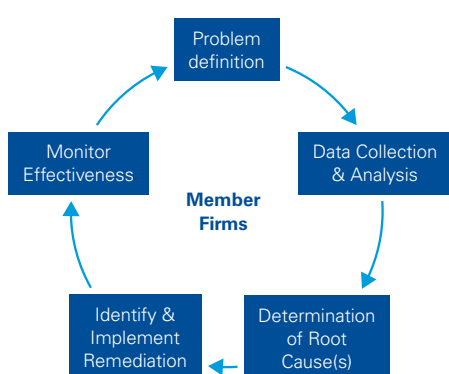 Problem
definition
Data Collection
& Analysis
Determination
of Root
Cause(s)
Identify &
Implement
Remediation
Monitor
Effectiveness
Member
Firms